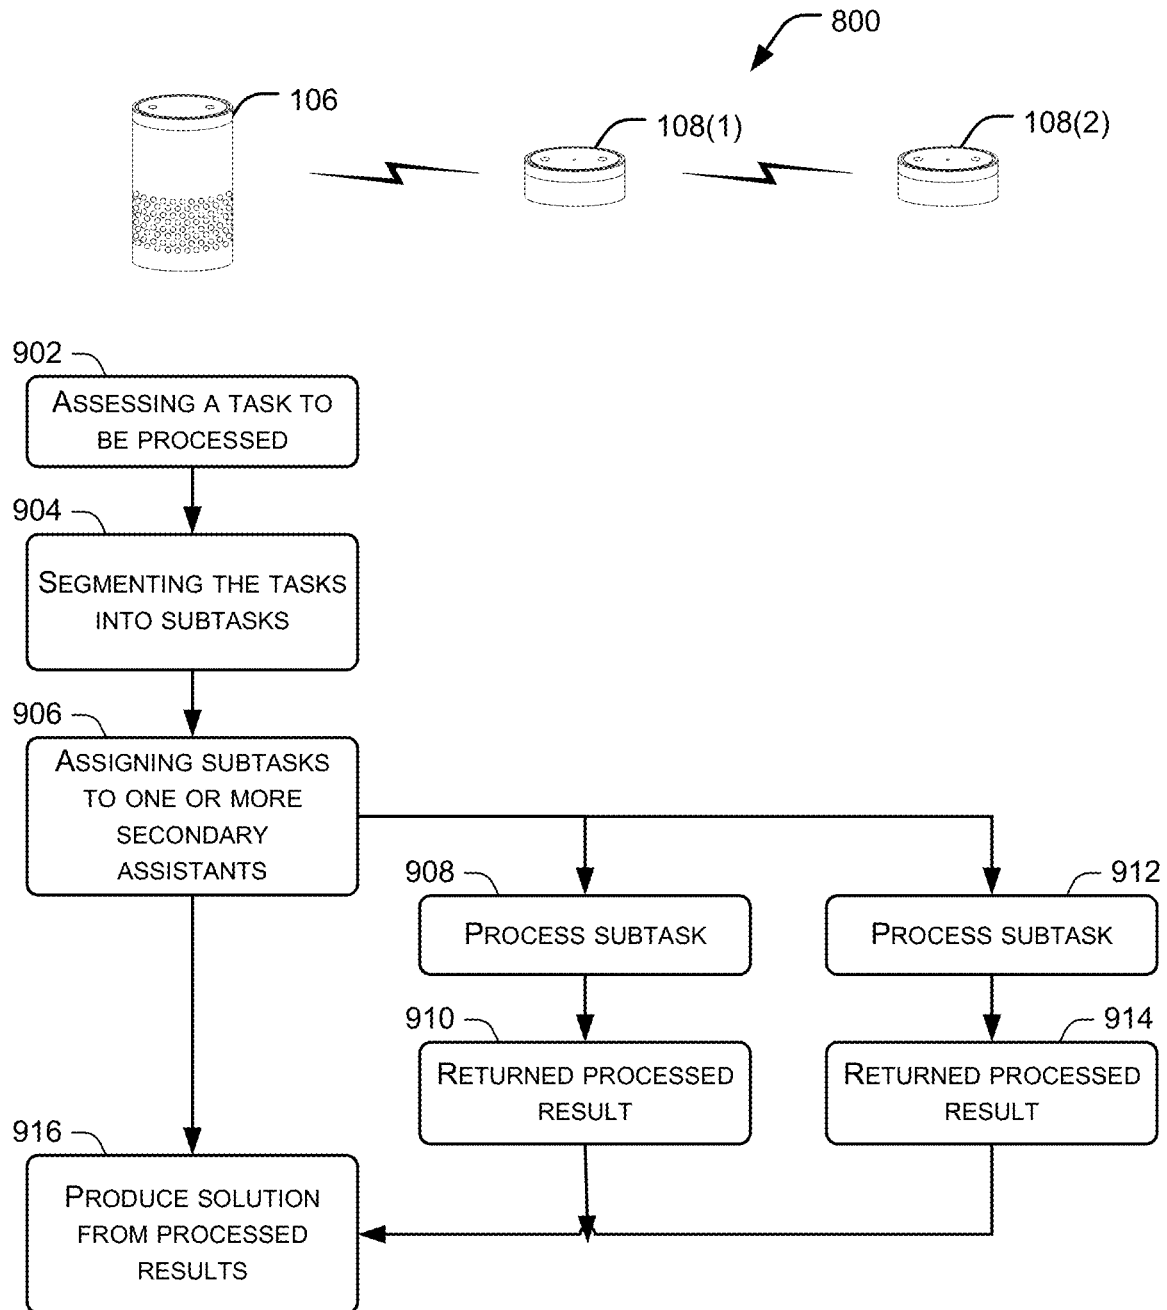 800
106
108(1)
108(2)
902
ASSESSING A TASK TO
BE PROCESSED
904
SEGMENTING THE TASKS
INTO SUBTASKS
906
ASSIGNING SUBTASKS
TO ONE OR MORE
SECONDARY
ASSISTANTS
908
PROCESS SUBTASK
912
PROCESS SUBTASK
910
RETURNED PROCESSED
RESULT
914
RETURNED PROCESSED
RESULT
916
PRODUCE SOLUTION
FROM PROCESSED
RESULTS